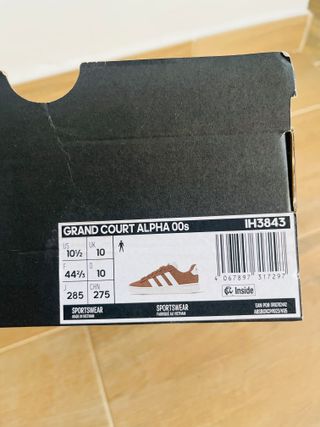 GRAND COURT ALPHA 00s IH3843
US 10½ UK 10
F 44⅔ D 10
J 285 CHN 275
4 067897 317297
Inside
SPORTSWEAR
MADE IN VIETNAM
SPORTSWEAR
FABRIQUÉ AU VIETNAM